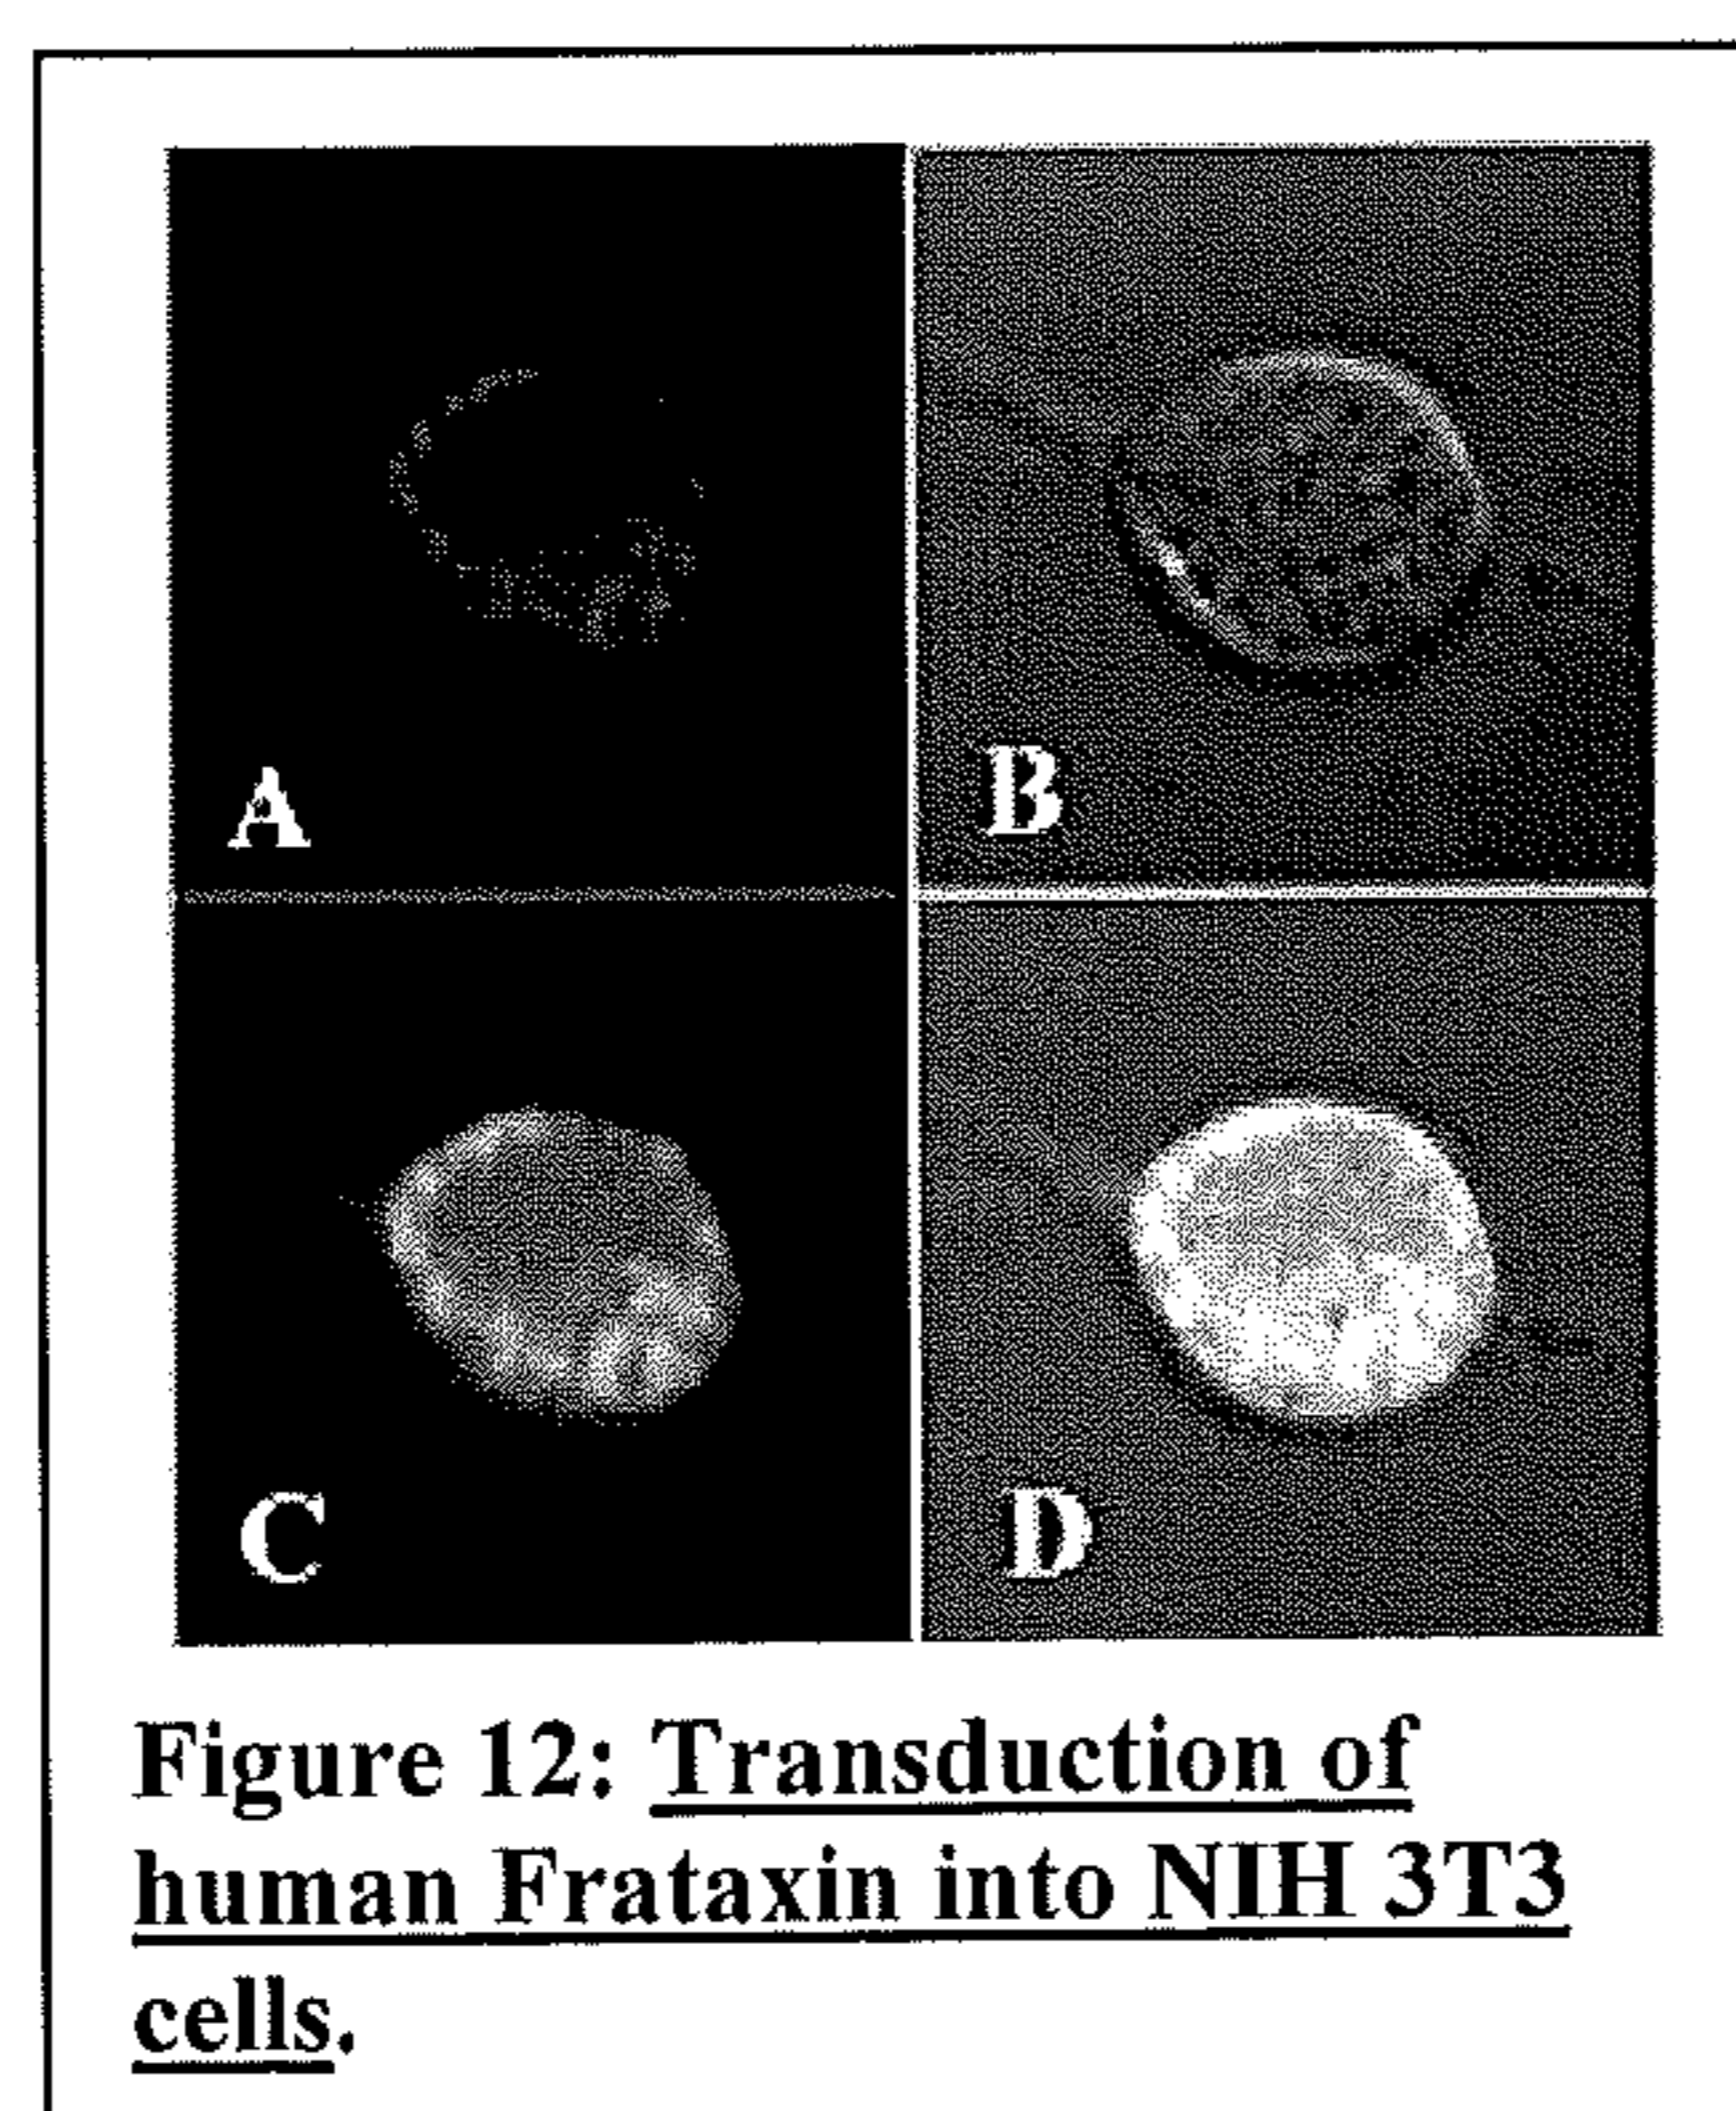 A
B
C
D
Figure 12: Transduction of
human Frataxin into NIH 3T3
cells.